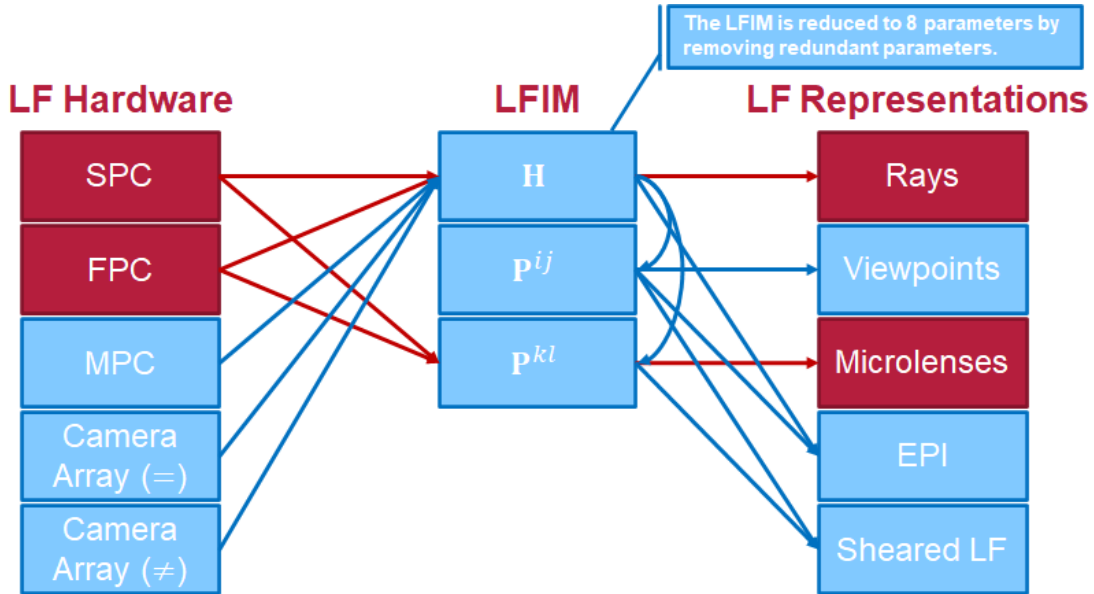 The LFIM is reduced to 8 parameters by
removing redundant parameters.
LF Hardware
LFIM
LF Representations
SPC
H
Rays
FPC
P^{ij}
Viewpoints
MPC
P^{kl}
Microlenses
Camera
Array (=)
EPI
Camera
Array (≠)
Sheared LF